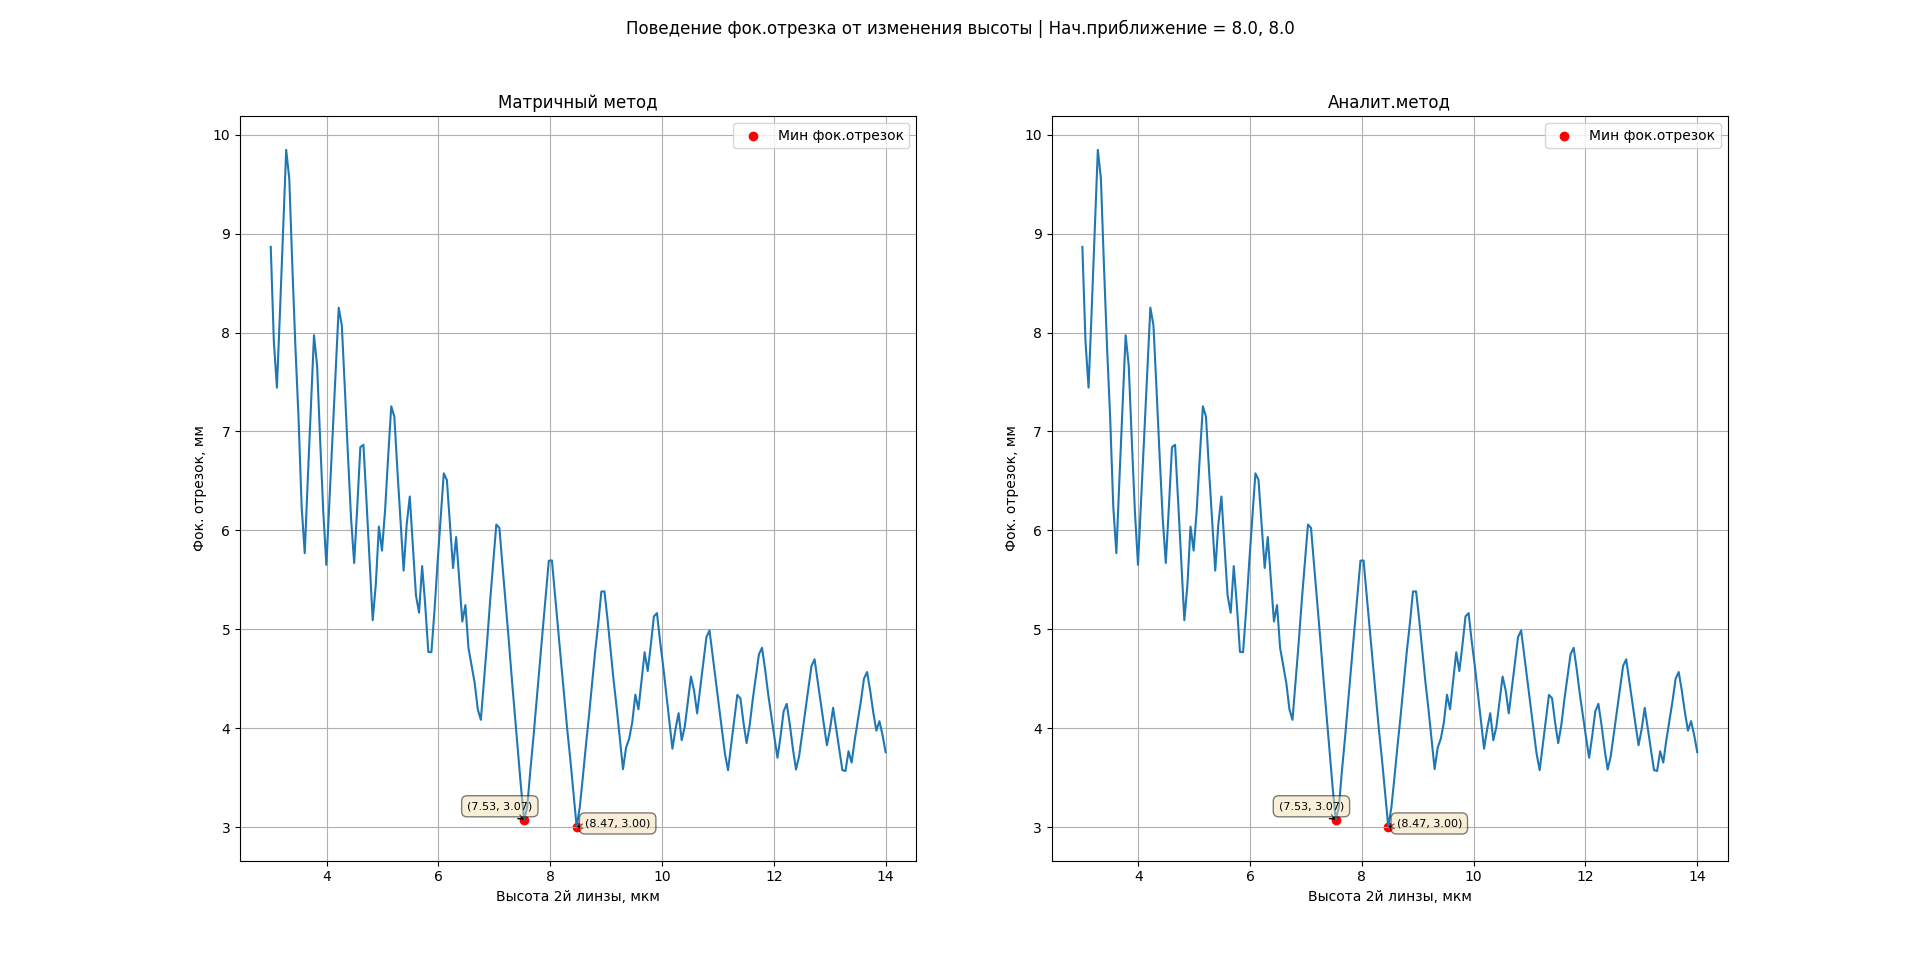 Поведение фок.отрезка от изменения высоты | Нач.приближение = 8.0, 8.0
Матричный метод
Мин фок.отрезок
10
9
8
7
6
5
4
3
Фок. отрезок, мм
(7.53, 3.07)
(8.47, 3.00)
4 6 8 10 12 14
Высота 2й линзы, мкм
Аналит.метод
Мин фок.отрезок
10
9
8
7
6
5
4
3
Фок. отрезок, мм
(7.53, 3.07)
(8.47, 3.00)
4 6 8 10 12 14
Высота 2й линзы, мкм